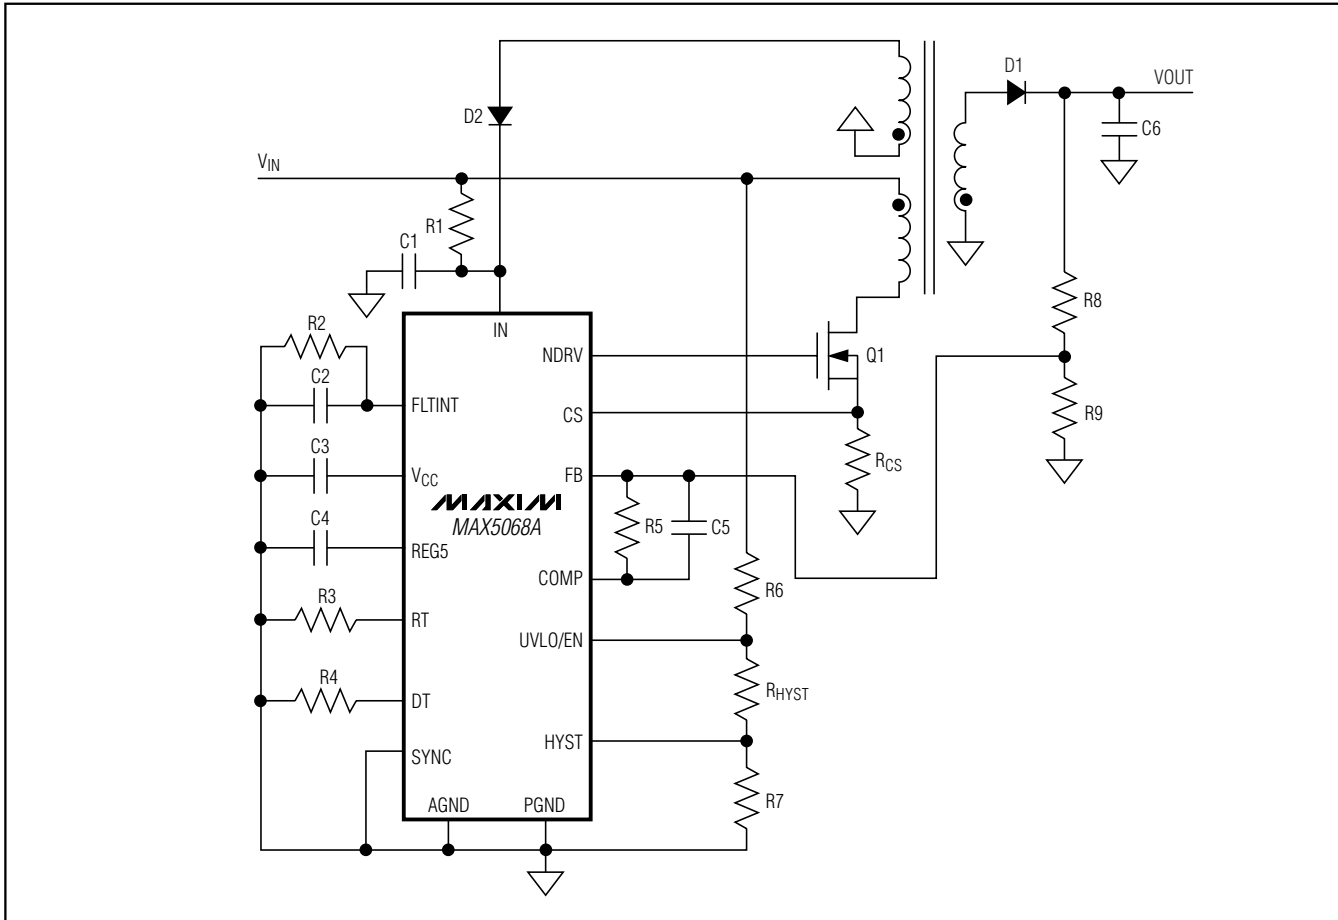 D1
VOUT
D2
C6
VIN
R1
C1
R8
R2
IN
NDRV
Q1
C2
FLTINT
CS
R9
C3
RCS
VCC
FB
MAXIM
MAX5068A
R5
C5
C4
REG5
COMP
R6
R3
RT
UVLO/EN
R4
DT
RHYST
HYST
SYNC
R7
AGND
PGND